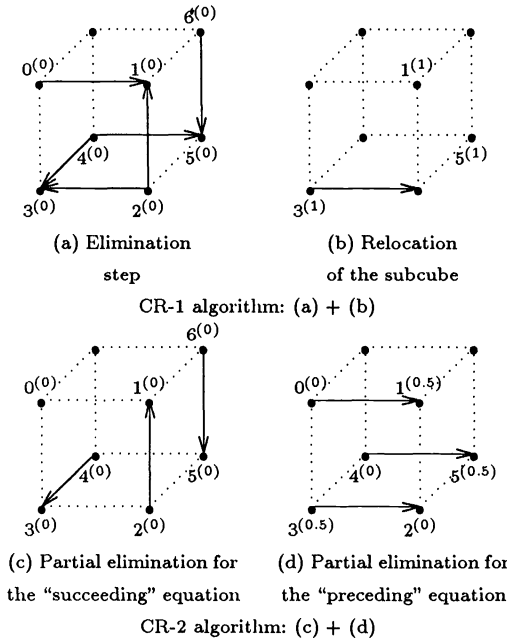 6(0)
0(0) 1(0) 1(1)
4(0) 5(0) 5(1)
3(0) 2(0) 3(1)
(a) Elimination (b) Relocation
step of the subcube
CR-1 algorithm: (a) + (b)
6(0)
0(0) 1(0) 0(0) 1(0.5)
4(0) 5(0) 4(0) 5(0.5)
3(0) 2(0) 3(0.5) 2(0)
(c) Partial elimination for (d) Partial elimination for
the “succeeding” equation the “preceding” equation
CR-2 algorithm: (c) + (d)